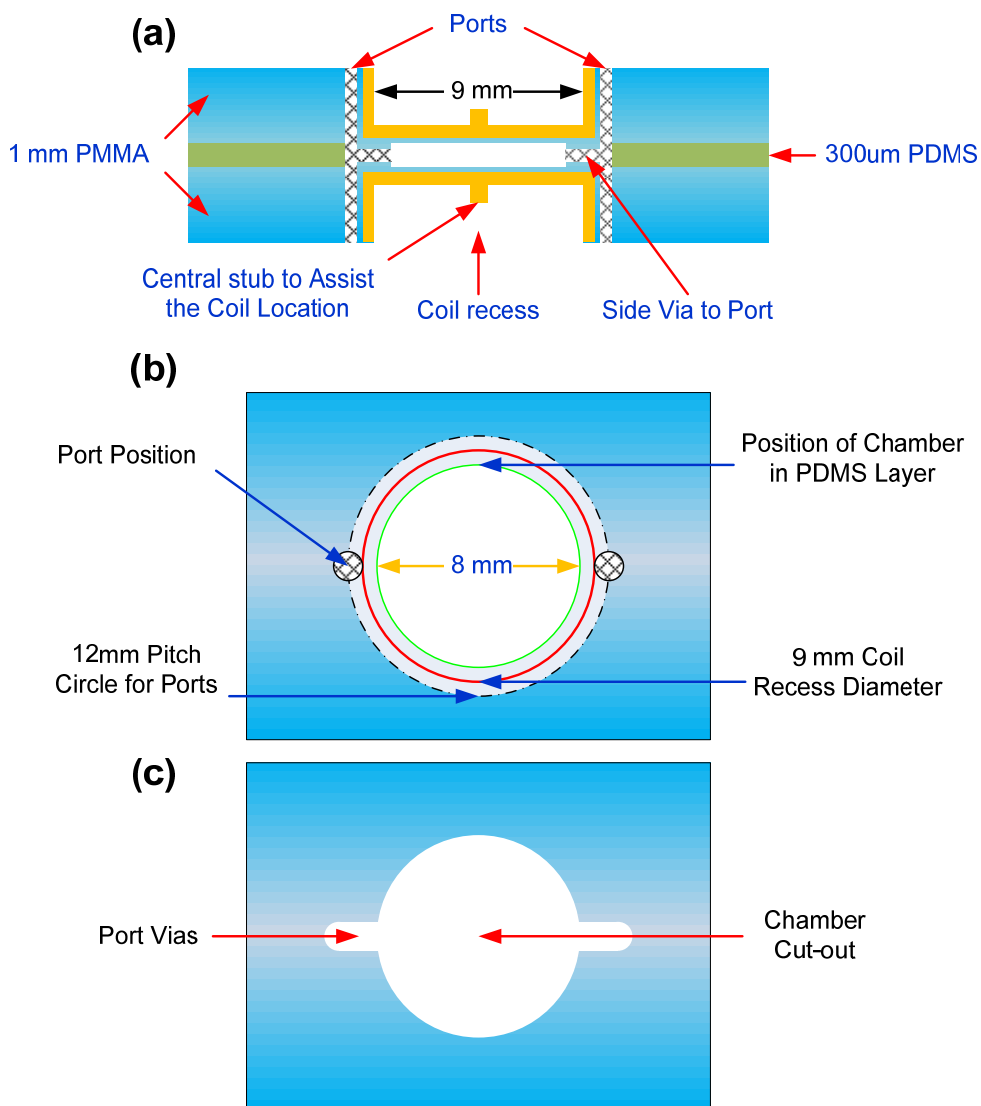 (a)
Ports
9 mm
1 mm PMMA
300um PDMS
Central stub to Assist
the Coil Location
Coil recess
Side Via to Port
(b)
Port Position
Position of Chamber
in PDMS Layer
8 mm
12mm Pitch
Circle for Ports
9 mm Coil
Recess Diameter
(c)
Port Vias
Chamber
Cut-out